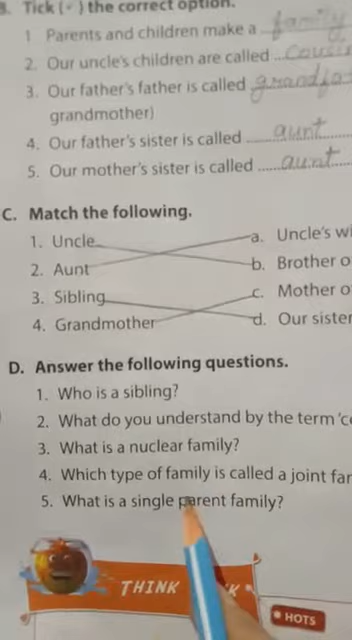 B. Tick ( ) the correct option.
1 Parents and children make a family
2. Our uncle's children are called
3. Our father's father is called
grandmother)
4. Our father's sister is called aunt
5. Our mother's sister is called aunt
C. Match the following.
1. Uncle a. Uncle's wi
2. Aunt b. Brother o
3. Sibling c. Mother o
4. Grandmother d. Our sister
D. Answer the following questions.
1. Who is a sibling?
2. What do you understand by the term
3. What is a nuclear family?
4. Which type of family is called a joint
5. What is a single parent family?
THINK
HOTS